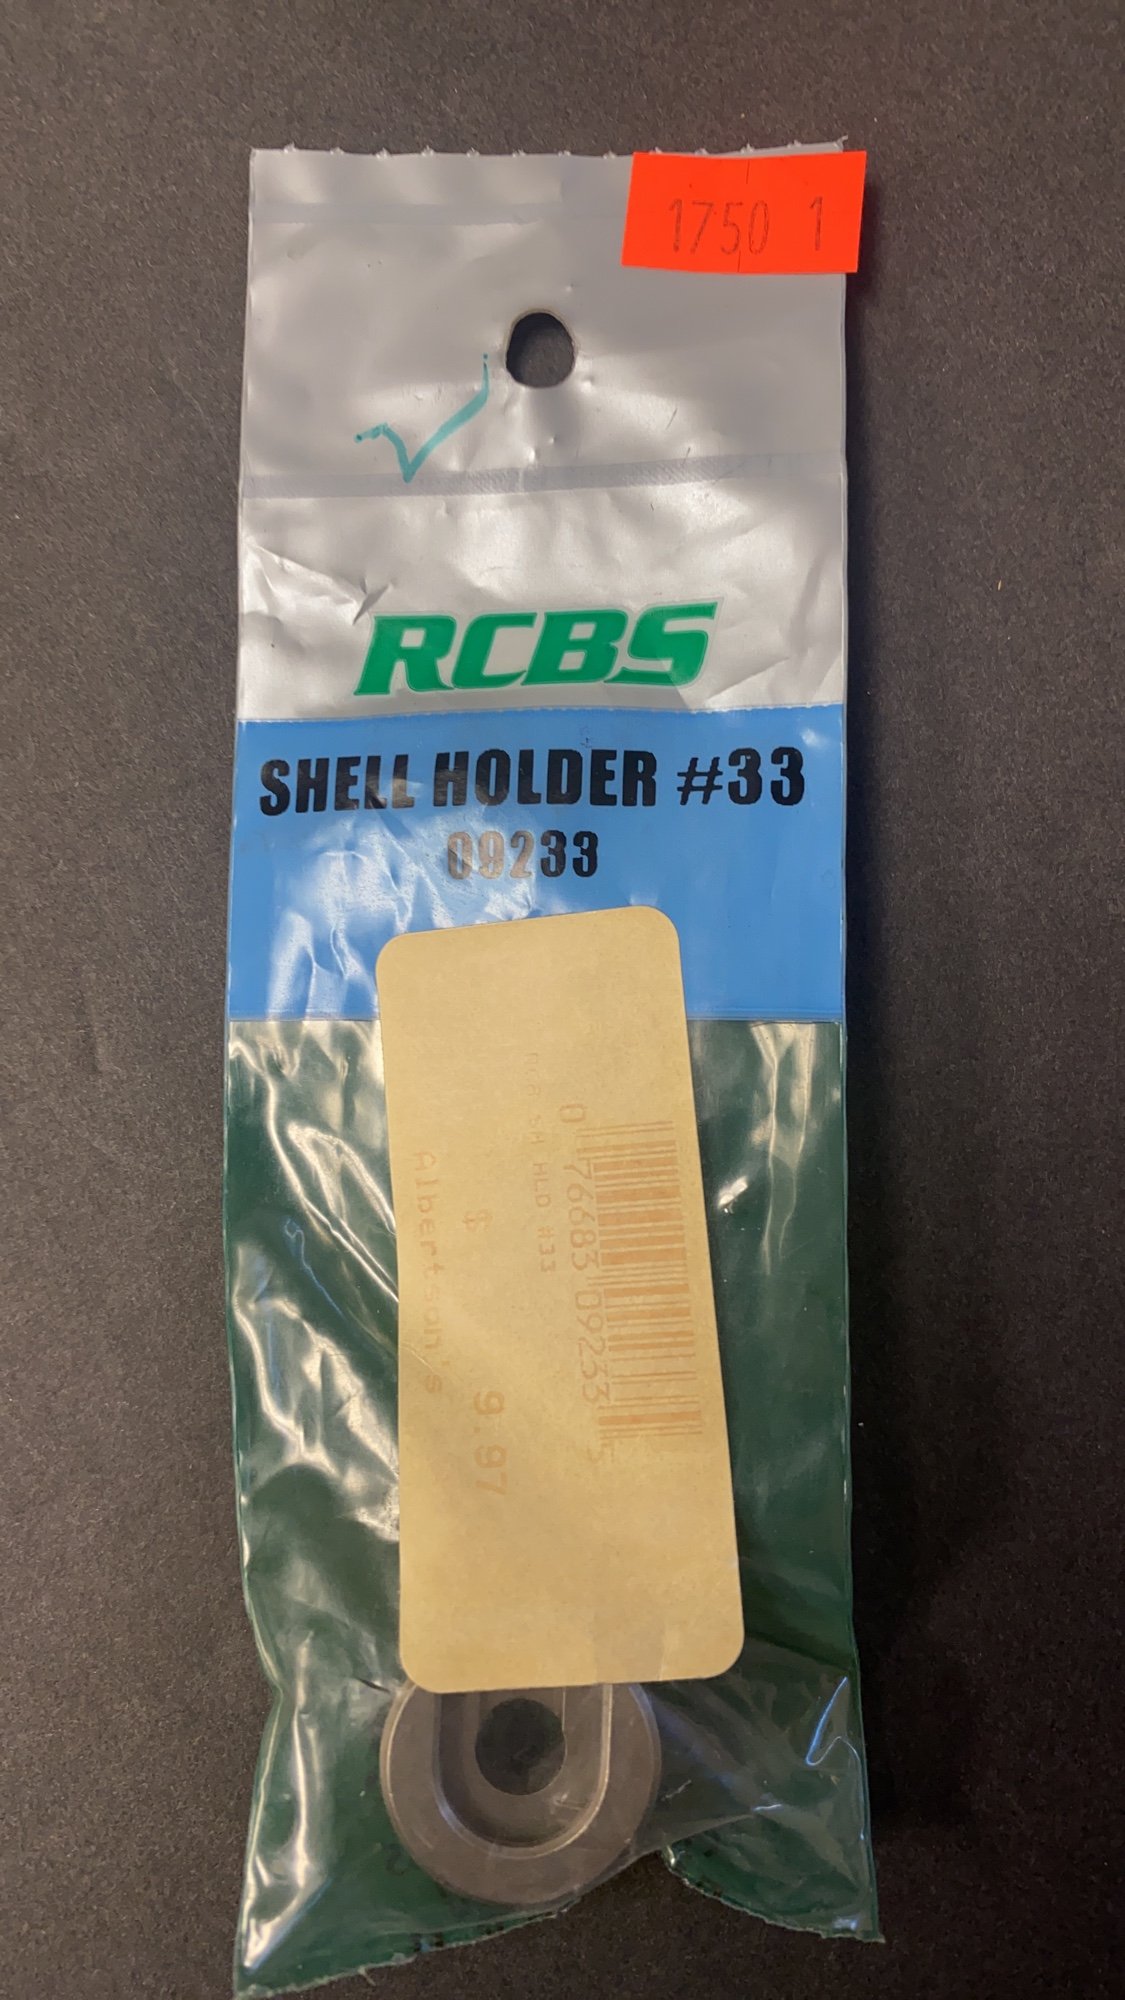 1750 1
RCBS
SHELL HOLDER #33
09233
0 76683 09233 5
SH HLD #33
$ 9.97
Albertson's